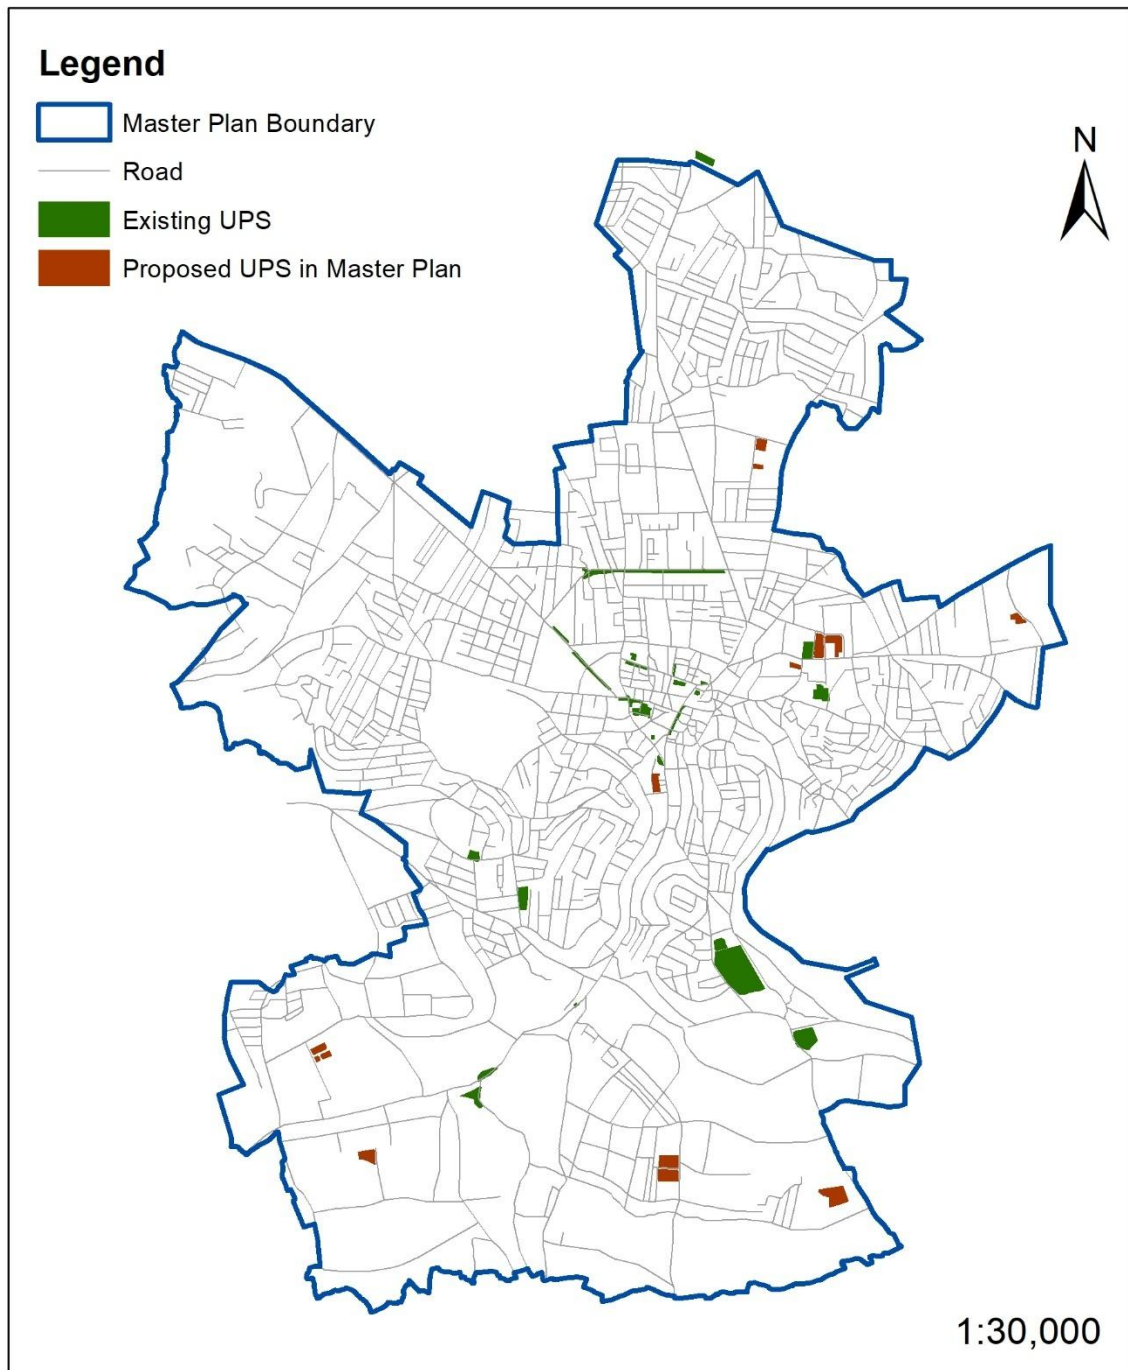 Legend
Master Plan Boundary
Road
Existing UPS
Proposed UPS in Master Plan
N
1:30,000